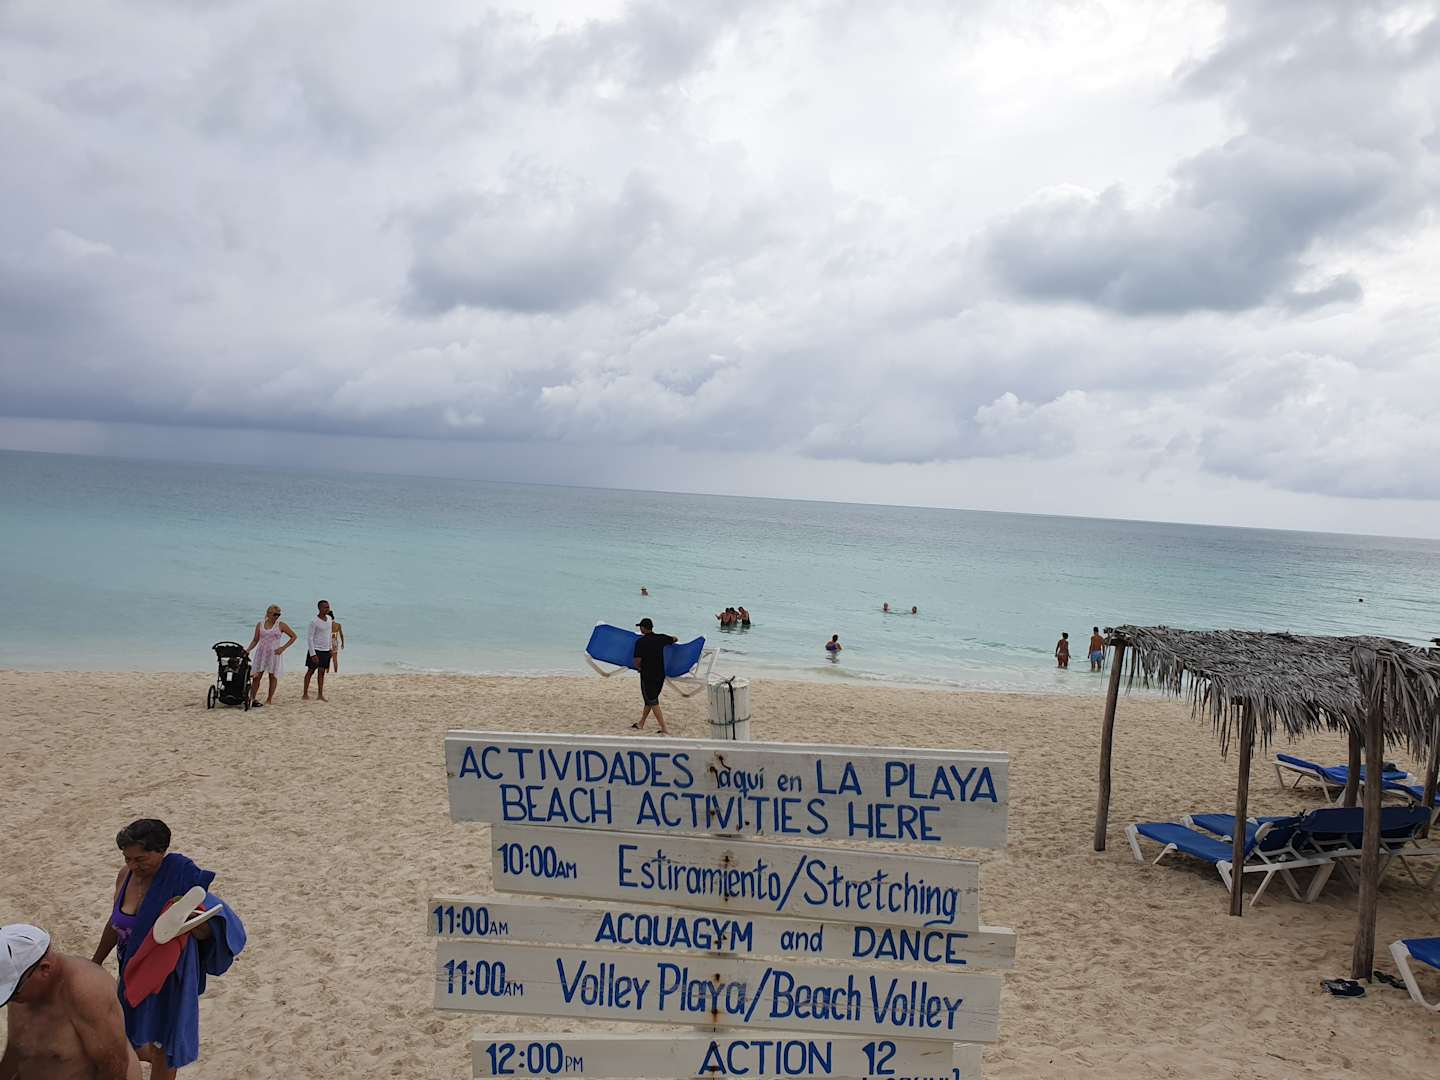 ACTIVIDADES aquí en LA PLAYA
BEACH ACTIVITIES HERE
10:00AM Estiramiento/Stretching
11:00AM ACQUAGYM and DANCE
11:00AM Volley Playa/Beach Volley
12:00PM ACTION 12